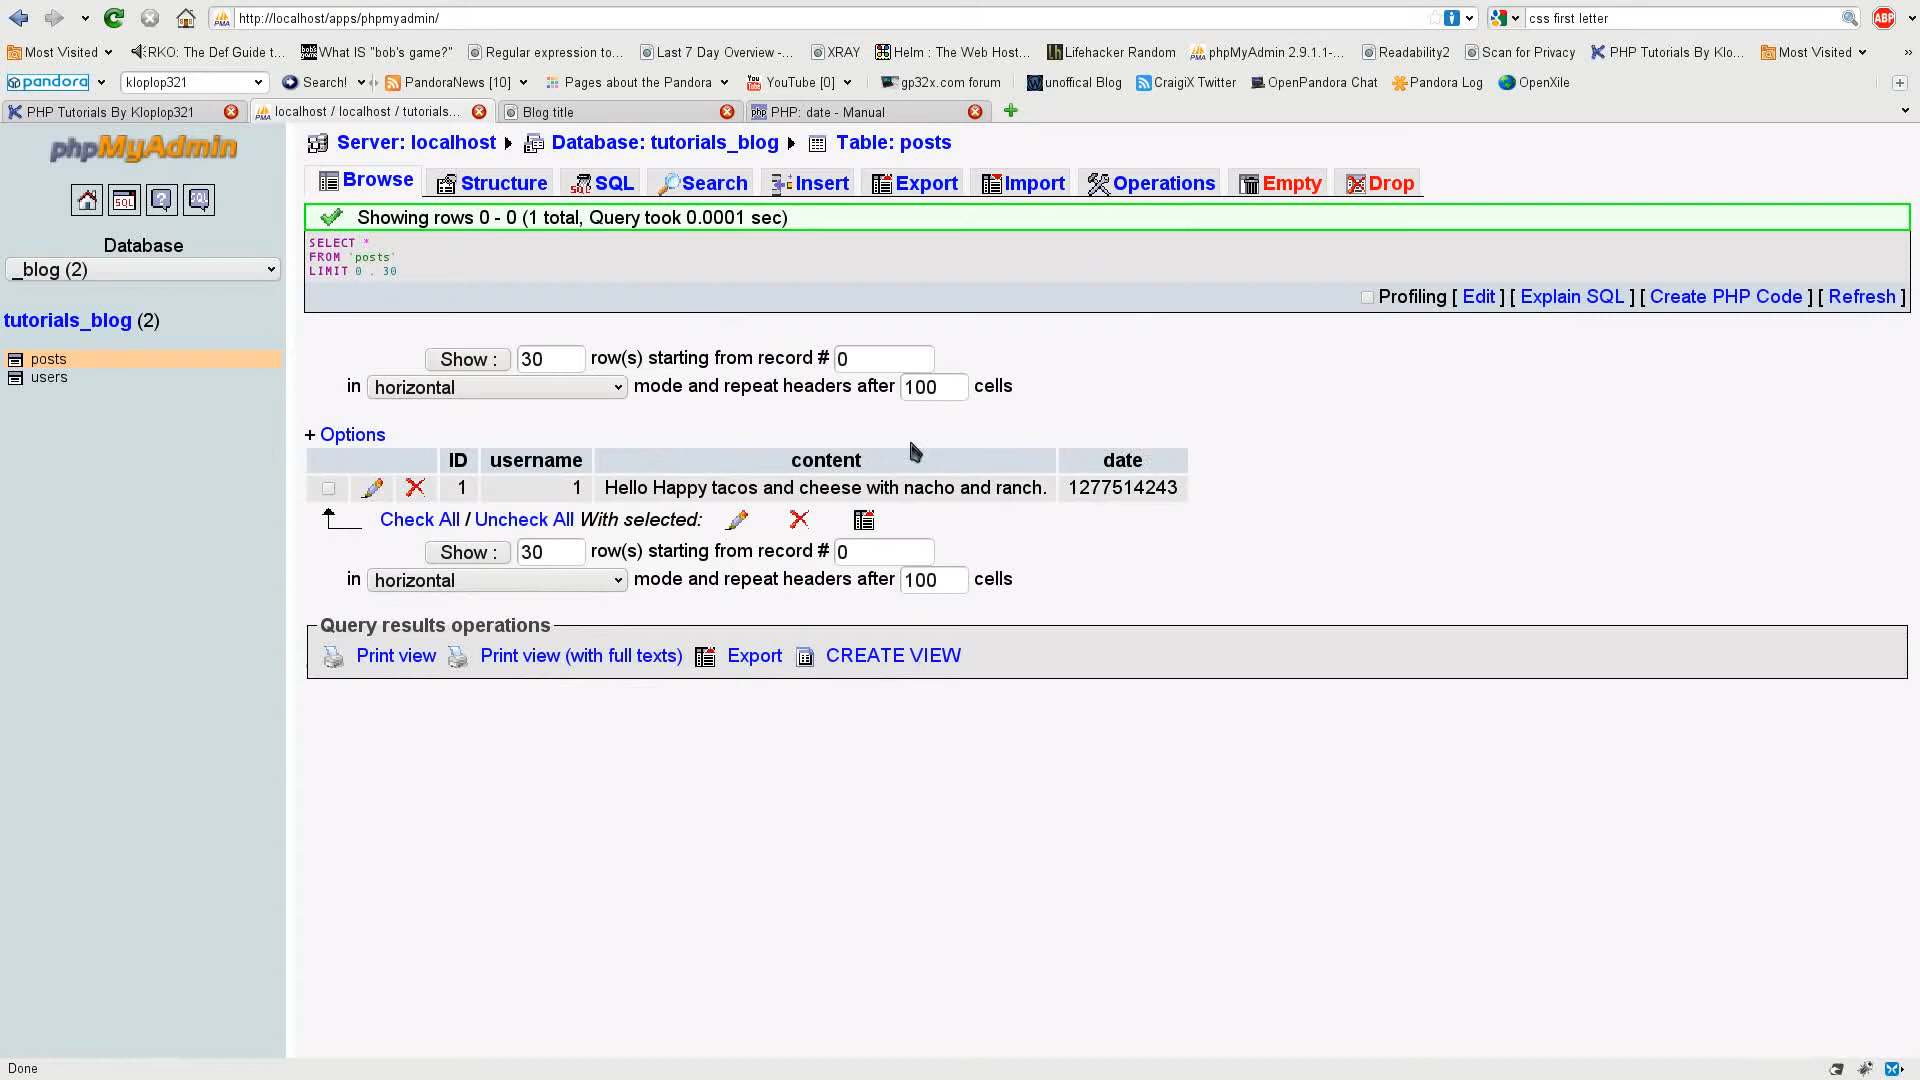 http://localhost/apps/phpmyadmin/ css first letter ABP
Most Visited RKO: The Def Guide t... What IS "bob's game?" Regular expression to... Last 7 Day Overview -... XRAY Helm : The Web Host... Lifehacker Random phpMyAdmin 2.9.1.1-... Readability2 Scan for Privacy PHP Tutorials By Klo... Most Visited »
pandora kloplop321 Search! PandoraNews [10] Pages about the Pandora YouTube [0] gp32x.com forum unoffical Blog CraigiX Twitter OpenPandora Chat Pandora Log OpenXile
PHP Tutorials By Kloplop321 localhost / localhost / tutorials... Blog title PHP: date - Manual
phpMyAdmin
Server: localhost Database: tutorials_blog Table: posts
Browse Structure SQL Search Insert Export Import Operations Empty Drop
Database
_blog (2)
tutorials_blog (2)
posts
users
Showing rows 0 - 0 (1 total, Query took 0.0001 sec)
SELECT *
FROM `posts`
LIMIT 0 , 30
Profiling [ Edit ] [ Explain SQL ] [ Create PHP Code ] [ Refresh ]
Show : 30 row(s) starting from record # 0
in horizontal mode and repeat headers after 100 cells
+ Options
ID username content date
1 1 Hello Happy tacos and cheese with nacho and ranch. 1277514243
Check All / Uncheck All With selected:
Show : 30 row(s) starting from record # 0
in horizontal mode and repeat headers after 100 cells
Query results operations
Print view Print view (with full texts) Export CREATE VIEW
Done